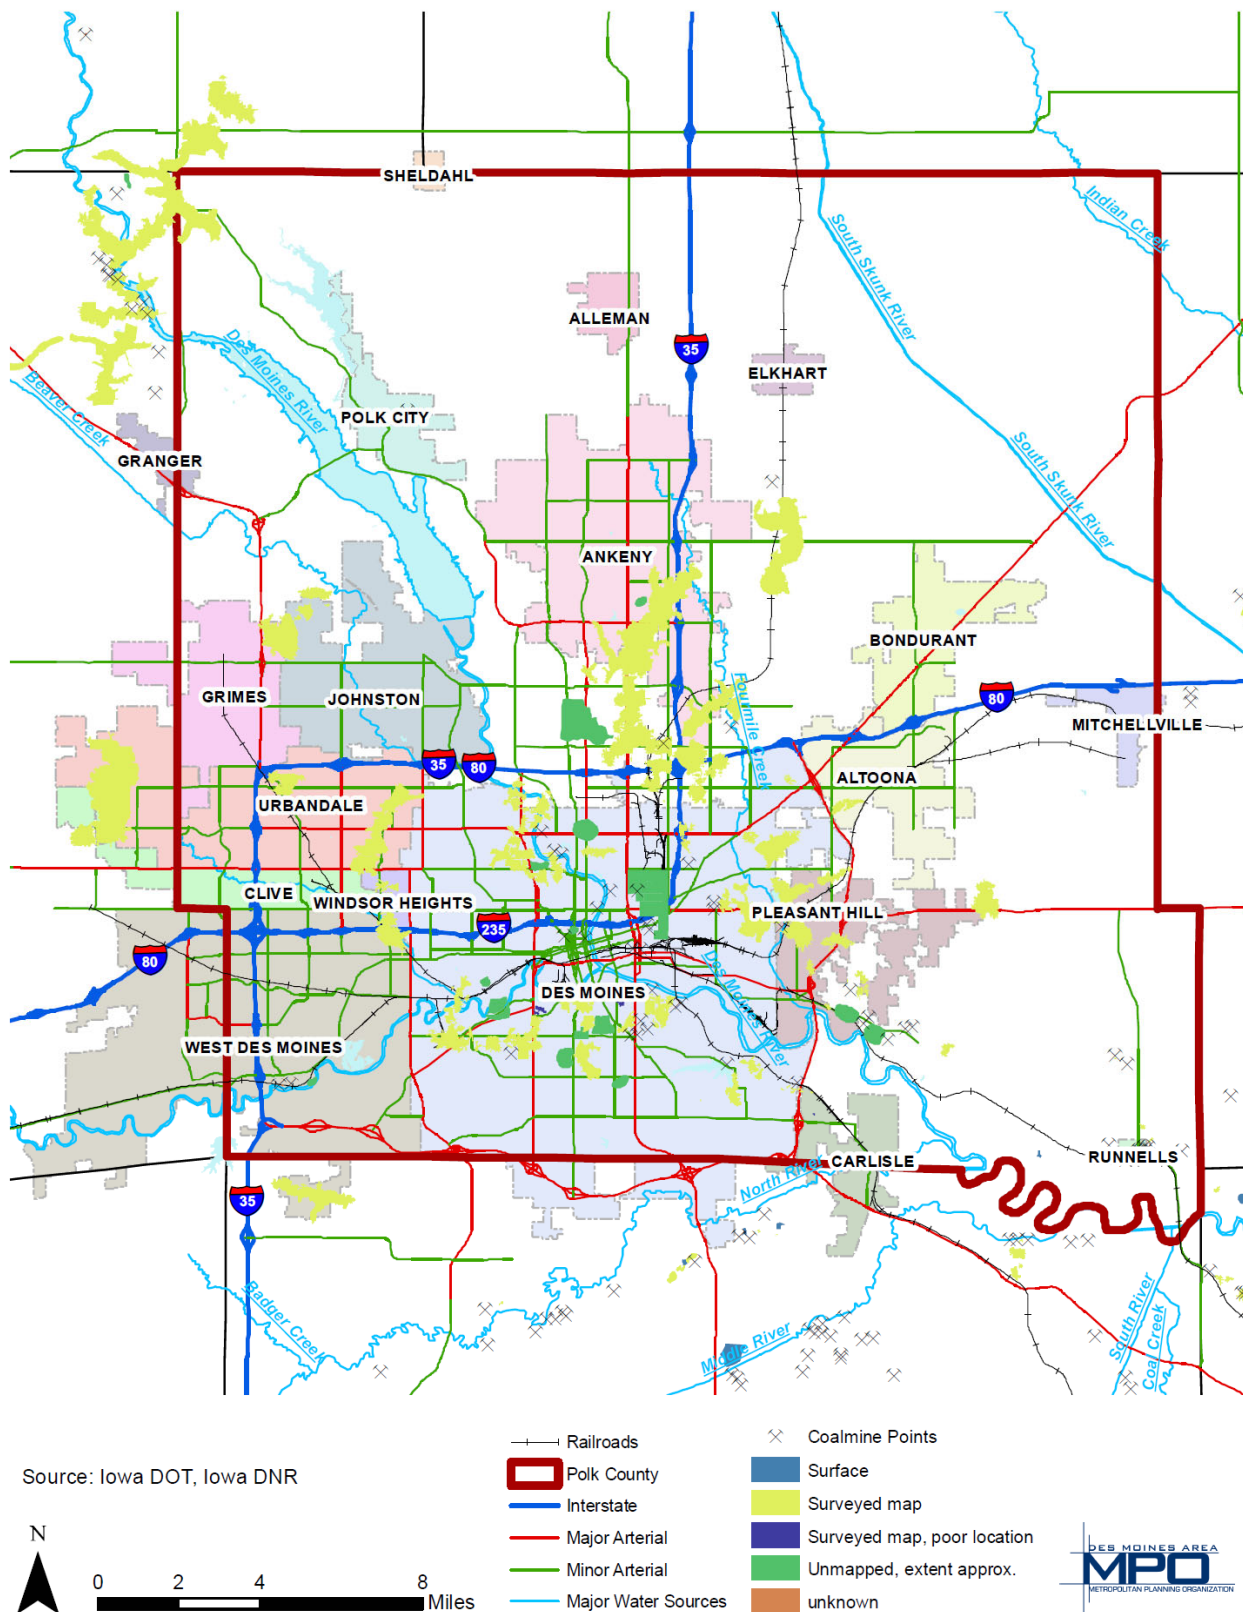 SHELDAHL
Indian Creek
South Skunk River
ALLEMAN
35
ELKHART
Des Moines River
Beaver Creek
POLK CITY
GRANGER
South Skunk River
ANKENY
BONDURANT
GRIMES
JOHNSTON
Fourmile Creek
80
MITCHELLVILLE
35
80
ALTOONA
URBANDALE
CLIVE
WINDSOR HEIGHTS
PLEASANT HILL
235
80
Des Moines River
DES MOINES
WEST DES MOINES
CARLISLE
RUNNELLS
North River
35
Badger Creek
Middle River
South River
Coal Creek
Source: Iowa DOT, Iowa DNR
N
0 2 4 8
Miles
Railroads
Polk County
Interstate
Major Arterial
Minor Arterial
Major Water Sources
Coalmine Points
Surface
Surveyed map
Surveyed map, poor location
Unmapped, extent approx.
unknown
DES MOINES AREA
MPO
METROPOLITAN PLANNING ORGANIZATION